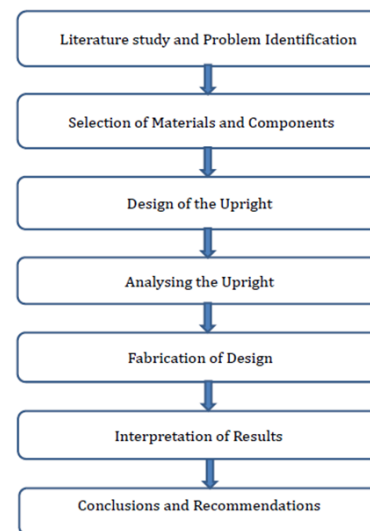 Literature study and Problem Identification
Selection of Materials and Components
Design of the Upright
Analysing the Upright
Fabrication of Design
Interpretation of Results
Conclusions and Recommendations